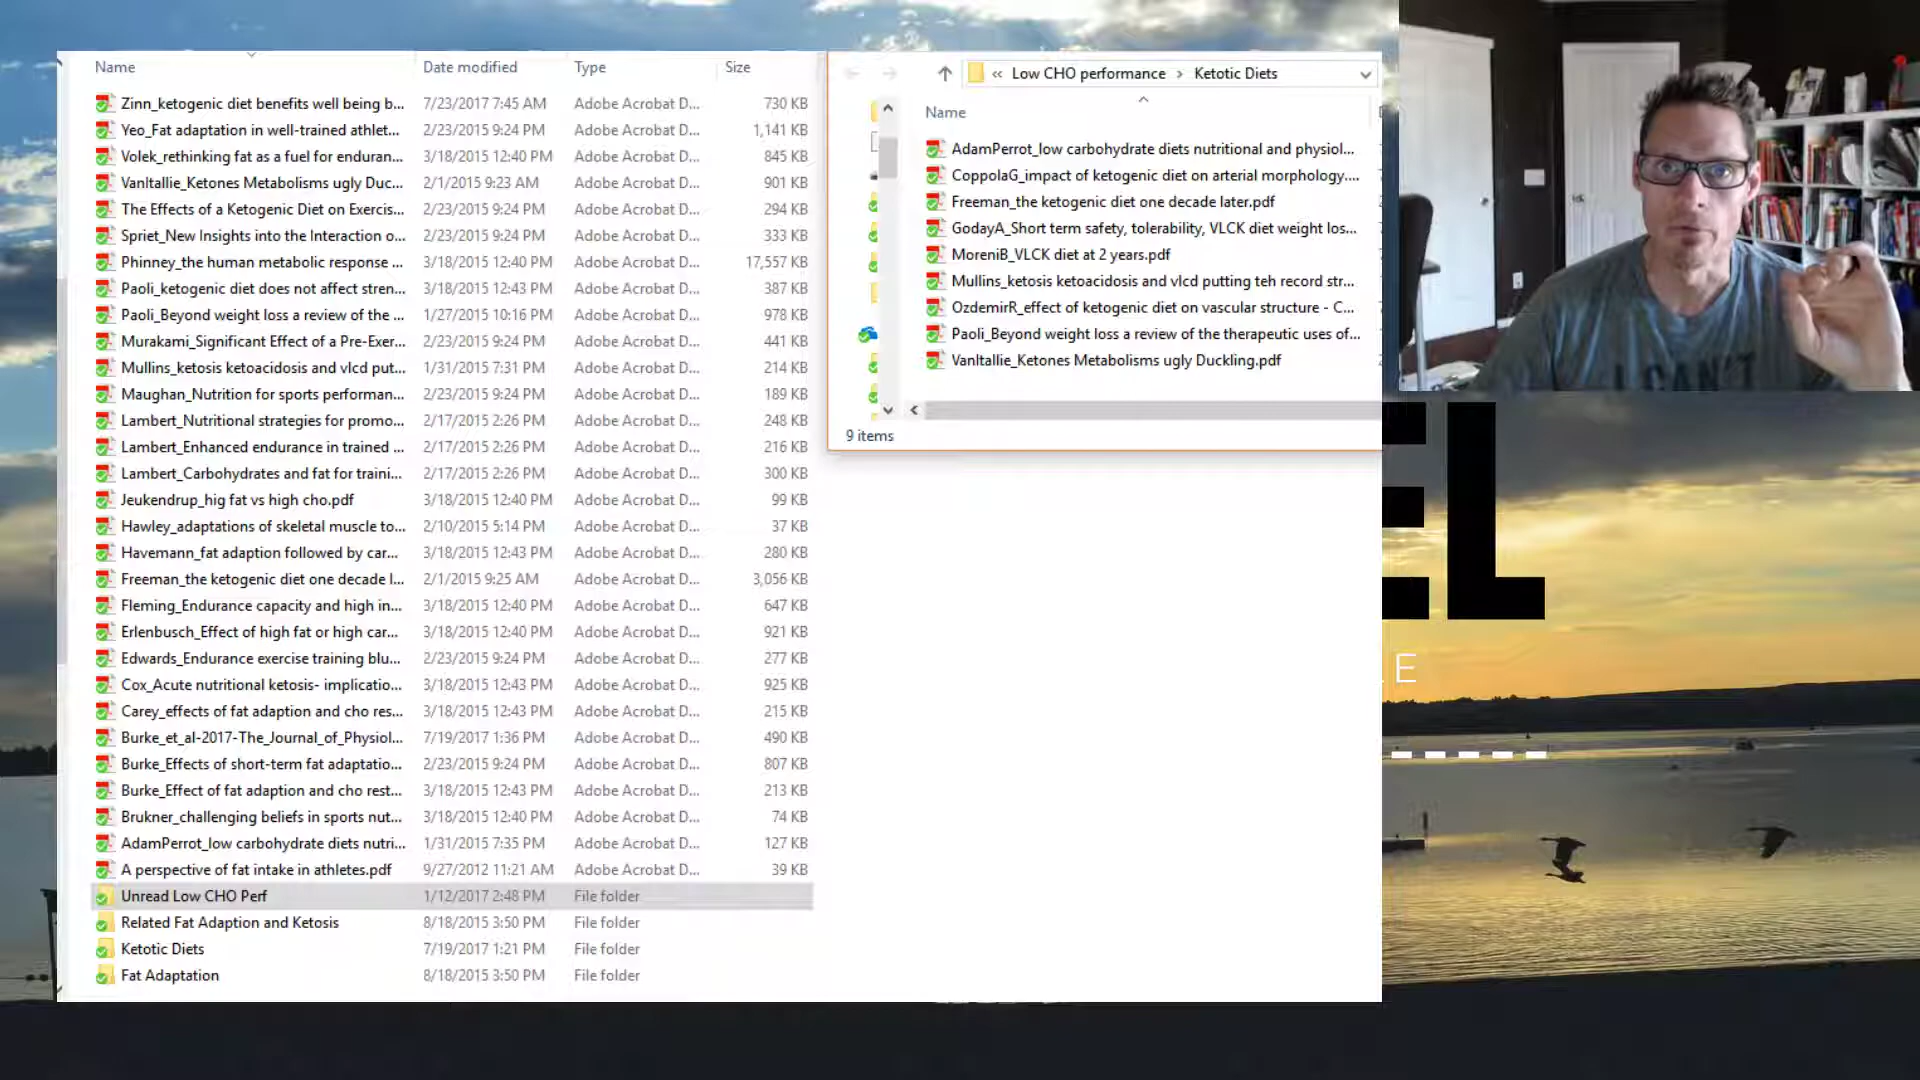 Name Date modified Type Size
Zinn_ketogenic diet benefits well being b... 7/23/2017 7:45 AM Adobe Acrobat D... 730 KB
Yeo_Fat adaptation in well-trained athlet... 2/23/2015 9:24 PM Adobe Acrobat D... 1,141 KB
Volek_rethinking fat as a fuel for enduran... 3/18/2015 12:40 PM Adobe Acrobat D... 845 KB
VanItallie_Ketones Metabolisms ugly Duc... 2/1/2015 9:23 AM Adobe Acrobat D... 901 KB
The Effects of a Ketogenic Diet on Exercis... 2/23/2015 9:24 PM Adobe Acrobat D... 294 KB
Spriet_New Insights into the Interaction o... 2/23/2015 9:24 PM Adobe Acrobat D... 333 KB
Phinney_the human metabolic response ... 3/18/2015 12:40 PM Adobe Acrobat D... 17,557 KB
Paoli_ketogenic diet does not affect stren... 3/18/2015 12:43 PM Adobe Acrobat D... 387 KB
Paoli_Beyond weight loss a review of the ... 1/27/2015 10:16 PM Adobe Acrobat D... 978 KB
Murakami_Significant Effect of a Pre-Exer... 2/23/2015 9:24 PM Adobe Acrobat D... 441 KB
Mullins_ketosis ketoacidosis and vlcd put... 1/31/2015 7:31 PM Adobe Acrobat D... 214 KB
Maughan_Nutrition for sports performan... 2/23/2015 9:24 PM Adobe Acrobat D... 189 KB
Lambert_Nutritional strategies for promo... 2/17/2015 2:26 PM Adobe Acrobat D... 248 KB
Lambert_Enhanced endurance in trained ... 2/17/2015 2:26 PM Adobe Acrobat D... 216 KB
Lambert_Carbohydrates and fat for traini... 2/17/2015 2:26 PM Adobe Acrobat D... 300 KB
Jeukendrup_hig fat vs high cho.pdf 3/18/2015 12:40 PM Adobe Acrobat D... 99 KB
Hawley_adaptations of skeletal muscle to... 2/10/2015 5:14 PM Adobe Acrobat D... 37 KB
Havemann_fat adaption followed by car... 3/18/2015 12:43 PM Adobe Acrobat D... 280 KB
Freeman_the ketogenic diet one decade l... 2/1/2015 9:25 AM Adobe Acrobat D... 3,056 KB
Fleming_Endurance capacity and high in... 3/18/2015 12:40 PM Adobe Acrobat D... 647 KB
Erlenbusch_Effect of high fat or high car... 3/18/2015 12:40 PM Adobe Acrobat D... 921 KB
Edwards_Endurance exercise training blu... 2/23/2015 9:24 PM Adobe Acrobat D... 277 KB
Cox_Acute nutritional ketosis- implicatio... 3/18/2015 12:43 PM Adobe Acrobat D... 925 KB
Carey_effects of fat adaption and cho res... 3/18/2015 12:43 PM Adobe Acrobat D... 215 KB
Burke_et_al-2017-The_Journal_of_Physiol... 7/19/2017 1:36 PM Adobe Acrobat D... 490 KB
Burke_Effects of short-term fat adaptatio... 2/23/2015 9:24 PM Adobe Acrobat D... 807 KB
Burke_Effect of fat adaption and cho rest... 3/18/2015 12:43 PM Adobe Acrobat D... 213 KB
Brukner_challenging beliefs in sports nut... 3/18/2015 12:40 PM Adobe Acrobat D... 74 KB
AdamPerrot_low carbohydrate diets nutri... 1/31/2015 7:35 PM Adobe Acrobat D... 127 KB
A perspective of fat intake in athletes.pdf 9/27/2012 11:21 AM Adobe Acrobat D... 39 KB
Unread Low CHO Perf 1/12/2017 2:48 PM File folder
Related Fat Adaption and Ketosis 8/18/2015 3:50 PM File folder
Ketotic Diets 7/19/2017 1:21 PM File folder
Fat Adaptation 8/18/2015 3:50 PM File folder
« Low CHO performance > Ketotic Diets
Name
AdamPerrot_low carbohydrate diets nutritional and physiol...
CoppolaG_impact of ketogenic diet on arterial morphology....
Freeman_the ketogenic diet one decade later.pdf
GodayA_Short term safety, tolerability, VLCK diet weight los...
MoreniB_VLCK diet at 2 years.pdf
Mullins_ketosis ketoacidosis and vlcd putting teh record str...
OzdemirR_effect of ketogenic diet on vascular structure - C...
Paoli_Beyond weight loss a review of the therapeutic uses of...
VanItallie_Ketones Metabolisms ugly Duckling.pdf
9 items
I CAN'T
EL
E